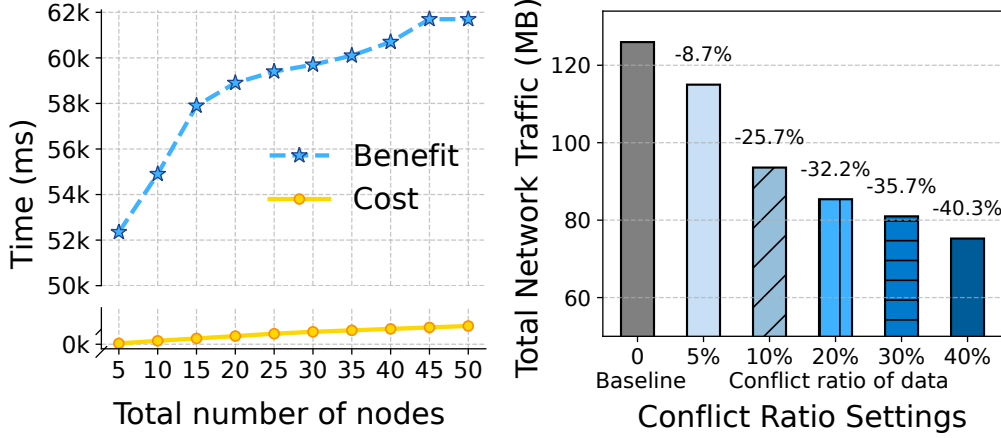 62k
60k
58k
56k
54k
52k
50k
0k
Time (ms)
Benefit
Cost
5 10 15 20 25 30 35 40 45 50
Total number of nodes
Total Network Traffic (MB)
120
100
80
60
-8.7%
-25.7%
-32.2%
-35.7%
-40.3%
0 5% 10% 20% 30% 40%
Baseline Conflict ratio of data
Conflict Ratio Settings